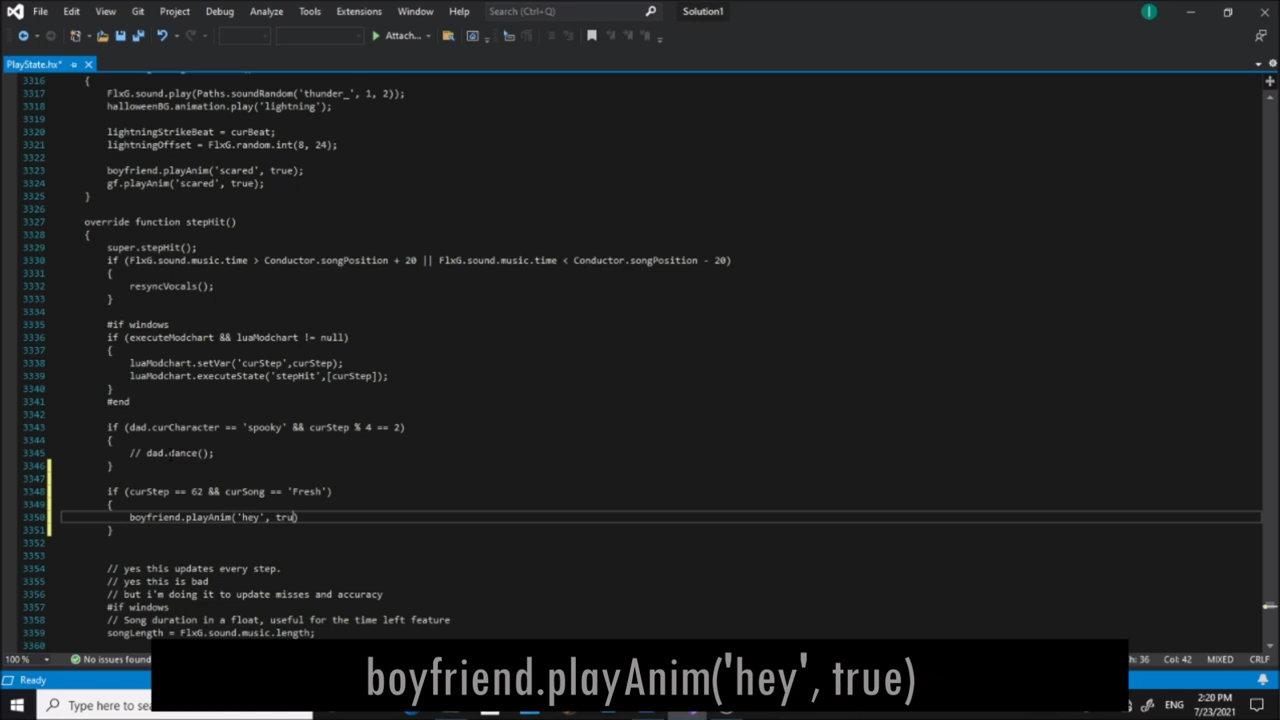 File Edit View Git Project Debug Analyze Tools Extensions Window Help Search (Ctrl+Q) Solution1
Attach...
PlayState.hx*
3316 {
3317 FlxG.sound.play(Paths.soundRandom('thunder_', 1, 2));
3318 halloweenBG.animation.play('lightning');
3319
3320 lightningStrikeBeat = curBeat;
3321 lightningOffset = FlxG.random.int(8, 24);
3322
3323 boyfriend.playAnim('scared', true);
3324 gf.playAnim('scared', true);
3325 }
3326
3327 override function stepHit()
3328 {
3329 super.stepHit();
3330 if (FlxG.sound.music.time > Conductor.songPosition + 20 || FlxG.sound.music.time < Conductor.songPosition - 20)
3331 {
3332 resyncVocals();
3333 }
3334
3335 #if windows
3336 if (executeModchart && luaModchart != null)
3337 {
3338 luaModchart.setVar('curStep',curStep);
3339 luaModchart.executeState('stepHit',[curStep]);
3340 }
3341 #end
3342
3343 if (dad.curCharacter == 'spooky' && curStep % 4 == 2)
3344 {
3345 // dad.dance();
3346 }
3347
3348 if (curStep == 62 && curSong == 'Fresh')
3349 {
3350 boyfriend.playAnim('hey', tru)
3351 }
3352
3353
3354 // yes this updates every step.
3355 // yes this is bad
3356 // but i'm doing it to update misses and accuracy
3357 #if windows
3358 // Song duration in a float, useful for the time left feature
3359 songLength = FlxG.sound.music.length;
3360
100 % No issues found Ch: 36 Col: 42 MIXED CRLF
Ready
boyfriend.playAnim('hey', true)
Type here to se
ENG
2:20 PM
7/23/2021